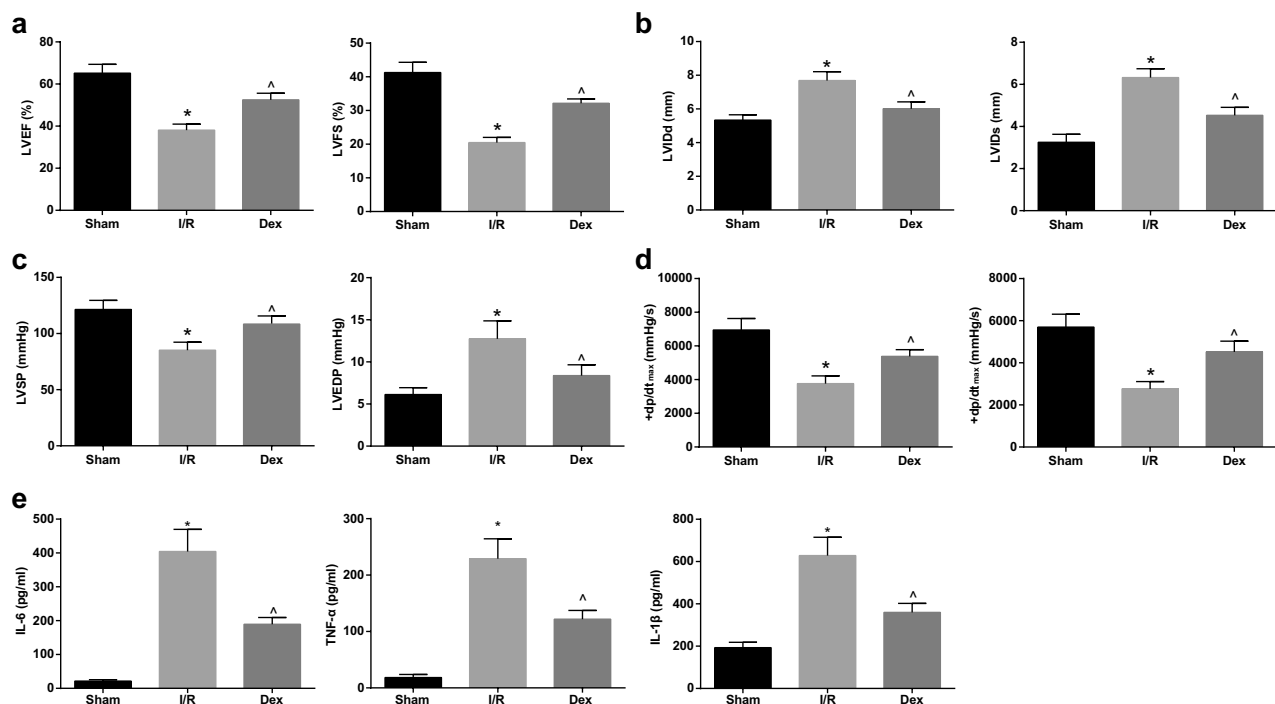 a
LVEF (%)
80
60
40
20
0
*
^
Sham I/R Dex
LVFS (%)
50
40
30
20
10
0
*
^
Sham I/R Dex
b
LVIDd (mm)
8
6
4
2
0
*
^
Sham I/R Dex
LVIDs (mm)
8
6
4
2
0
*
^
Sham I/R Dex
c
LVSP (mmHg)
150
100
50
0
*
^
Sham I/R Dex
LVEDP (mmHg)
20
15
10
5
0
*
^
Sham I/R Dex
d
+dp/dt max (mmHg/s)
10000
8000
6000
4000
2000
0
*
^
Sham I/R Dex
+dp/dt max (mmHg/s)
8000
6000
4000
2000
0
*
^
Sham I/R Dex
e
IL-6 (pg/ml)
500
400
300
200
100
0
*
^
Sham I/R Dex
TNF-α (pg/ml)
300
200
100
0
*
^
Sham I/R Dex
IL-1β (pg/ml)
800
600
400
200
0
*
^
Sham I/R Dex